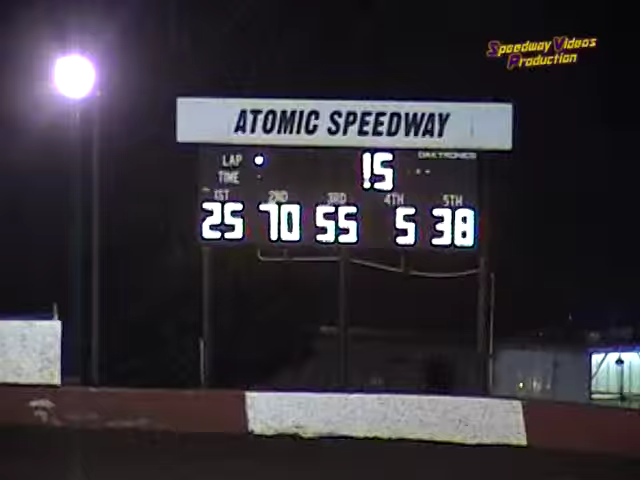 Speedway Videos
Production
ATOMIC SPEEDWAY
LAP 15
DAKTRONICS
TIME
1ST 2ND 3RD 4TH 5TH
25 70 55 5 38